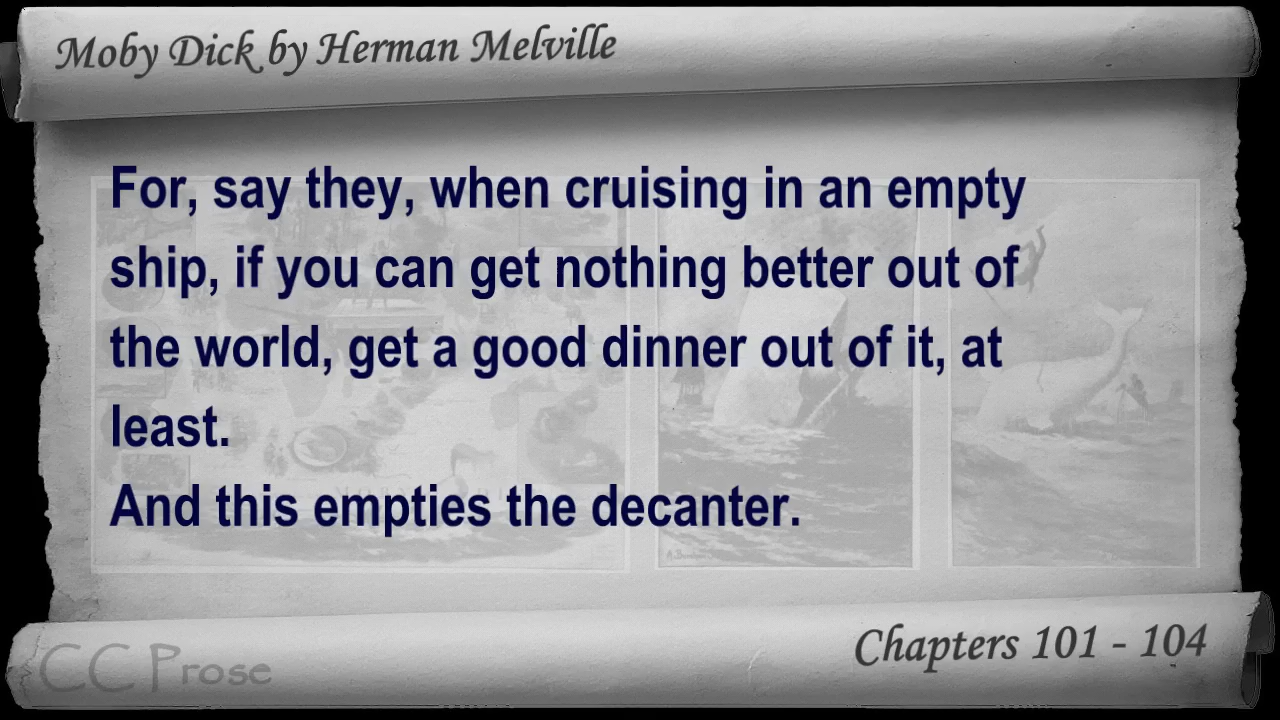 Moby Dick by Herman Melville
For, say they, when cruising in an empty
ship, if you can get nothing better out of
the world, get a good dinner out of it, at
least.
And this empties the decanter.
Chapters 101 - 104
CC Prose